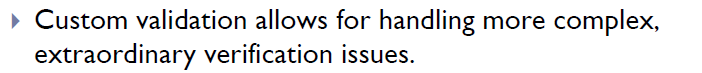 Custom validation allows for handling more complex,
extraordinary verification issues.